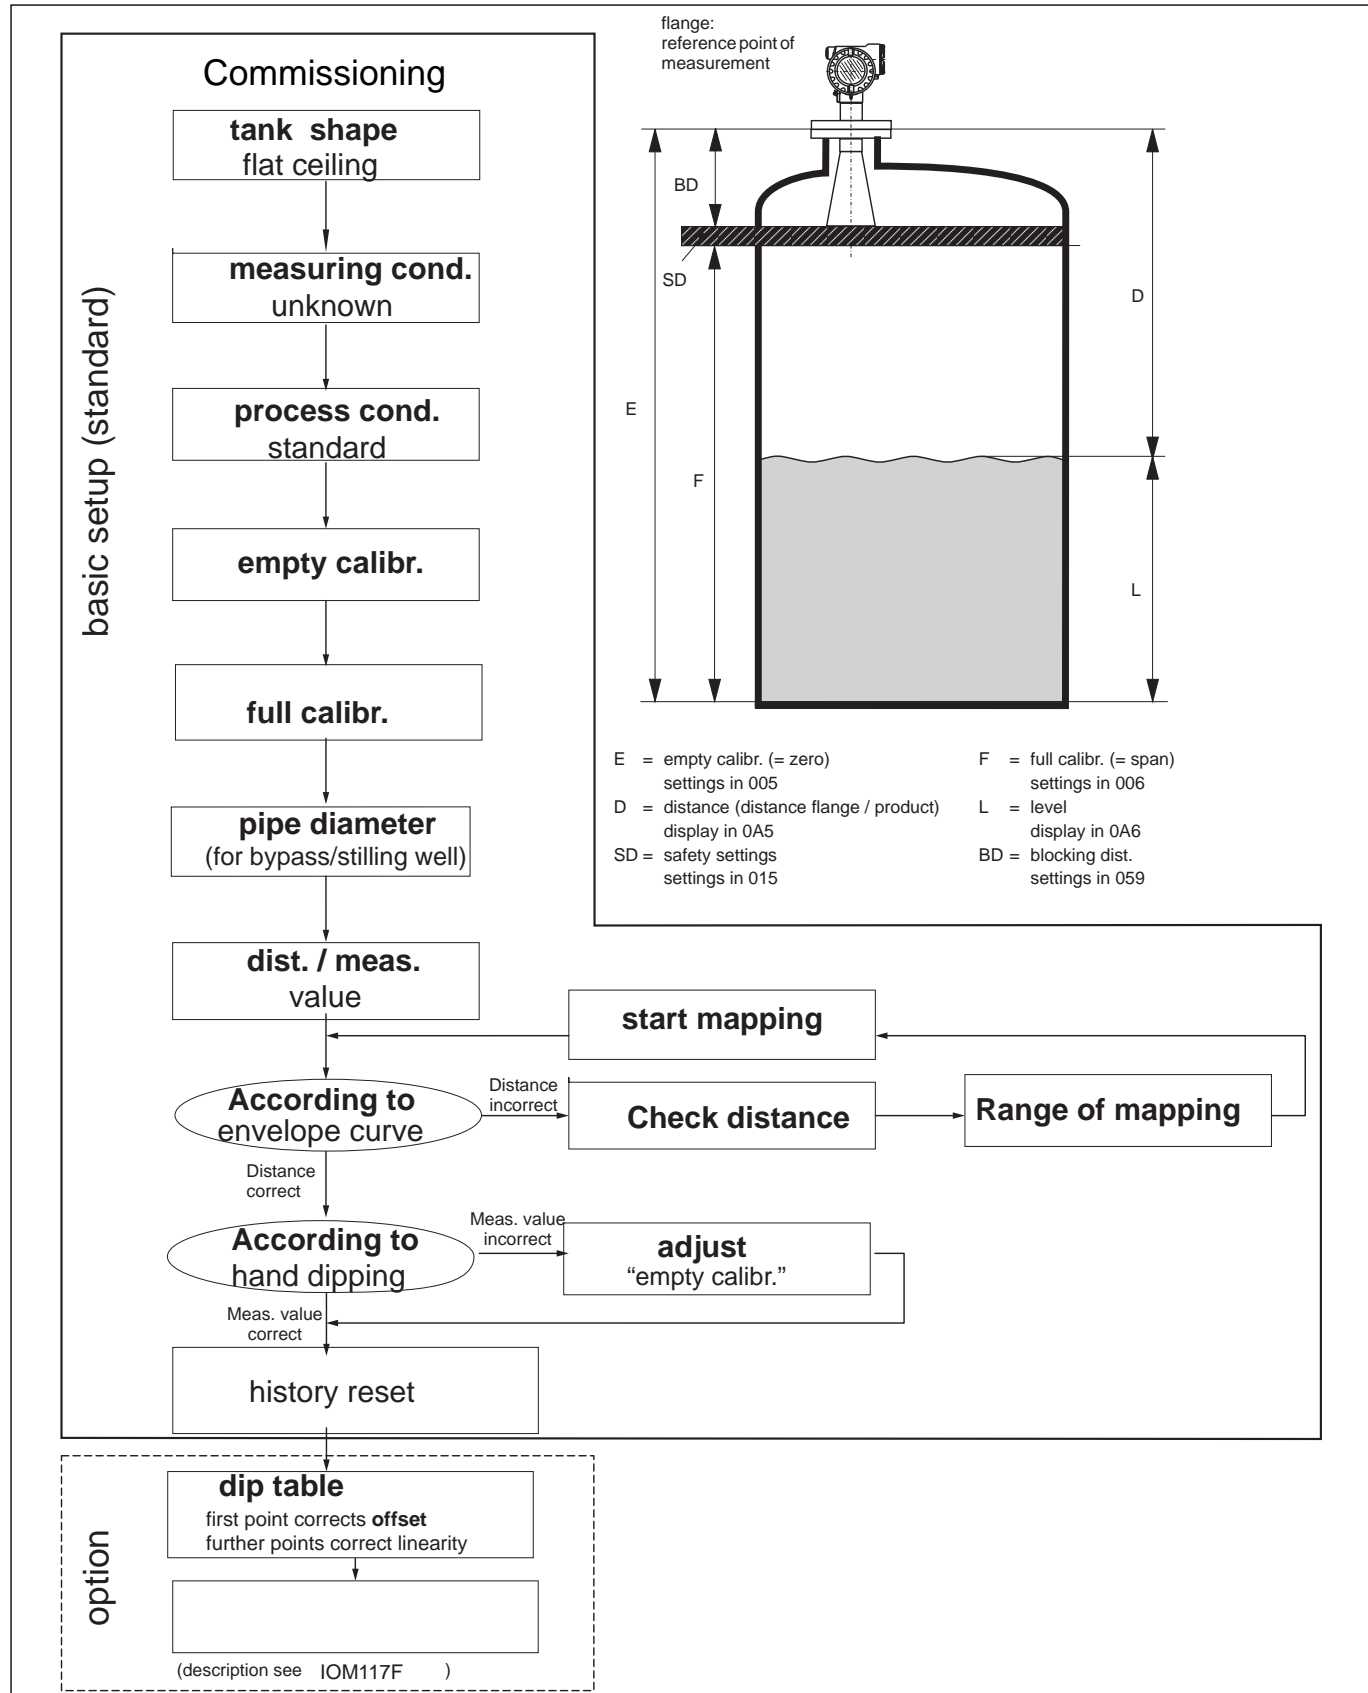 Commissioning
basic setup (standard)
tank shape
flat ceiling
measuring cond.
unknown
process cond.
standard
empty calibr.
full calibr.
pipe diameter
(for bypass/stilling well)
dist. / meas.
value
start mapping
According to
envelope curve
Distance
incorrect
Check distance
Range of mapping
Distance
correct
According to
hand dipping
Meas. value
incorrect
adjust
“empty calibr.”
Meas. value
correct
history reset
option
dip table
first point corrects offset
further points correct linearity
(description see IOM117F )
flange:
reference point of
measurement
BD
SD
D
E
F
L
E = empty calibr. (= zero)
settings in 005
D = distance (distance flange / product)
display in 0A5
SD = safety settings
settings in 015
F = full calibr. (= span)
settings in 006
L = level
display in 0A6
BD = blocking dist.
settings in 059